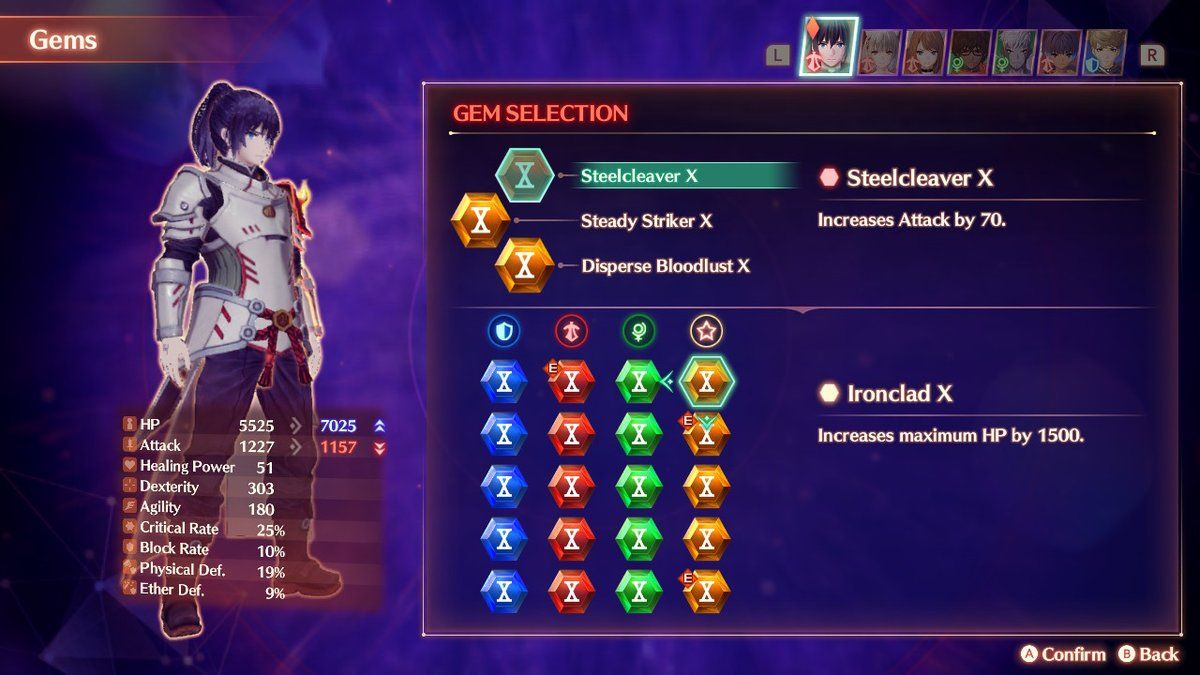 Gems
L
R
GEM SELECTION
X
Steelcleaver X
X
Steady Striker X
X
Disperse Bloodlust X
Steelcleaver X
Increases Attack by 70.
X E X X X
X X X E X
X X X X
X X X X
X X X E X
Ironclad X
Increases maximum HP by 1500.
HP 5525 7025
Attack 1227 1157
Healing Power 51
Dexterity 303
Agility 180
Critical Rate 25%
Block Rate 10%
Physical Def. 19%
Ether Def. 9%
A Confirm B Back